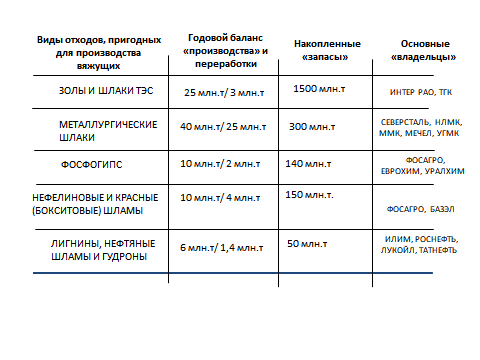 Виды отходов, пригодных
для производства
вяжущих
Годовой баланс
«производства» и
переработки
Накопленные
«запасы»
Основные
«владельцы»
ЗОЛЫ И ШЛАКИ ТЭС
25 млн.т/ 3 млн.т
1500 млн.т
ИНТЕР РАО, ТГК
МЕТАЛЛУРГИЧЕСКИЕ
ШЛАКИ
40 млн.т/ 25 млн.т
300 млн.т
СЕВЕРСТАЛЬ, НЛМК,
ММК, МЕЧЕЛ, УГМК
ФОСФОГИПС
10 млн.т/ 2 млн.т
140 млн.т
ФОСАГРО,
ЕВРОХИМ, УРАЛХИМ
НЕФЕЛИНОВЫЕ И КРАСНЫЕ
(БОКСИТОВЫЕ) ШЛАМЫ
10 млн.т/ 4 млн.т
150 млн.т.
ФОСАГРО, БАЗЭЛ
ЛИГНИНЫ, НЕФТЯНЫЕ
ШЛАМЫ И ГУДРОНЫ
6 млн.т/ 1,4 млн.т
50 млн.т
ИЛИМ, РОСНЕФТЬ,
ЛУКОЙЛ, ТАТНЕФТЬ